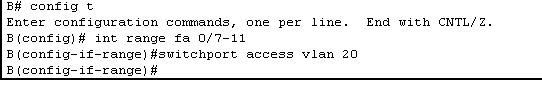 B# config t
Enter configuration commands, one per line.  End with CNTL/Z.
B(config)# int range fa 0/7-11
B(config-if-range)#switchport access vlan 20
B(config-if-range)#